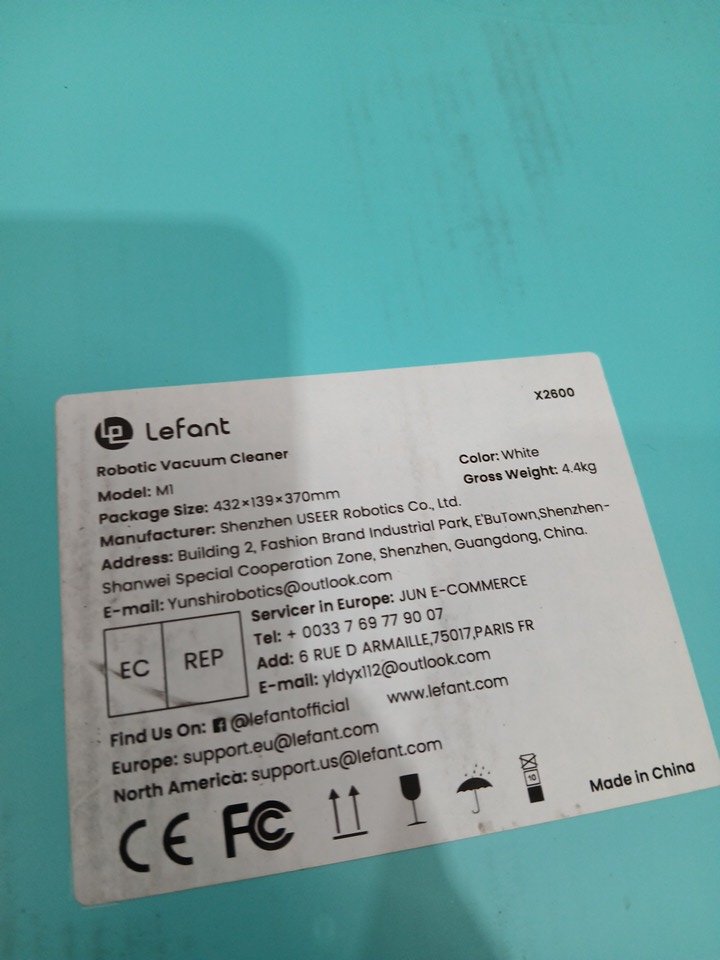 X2600
Lefant
Robotic Vacuum Cleaner
Model: M1
Color: White
Package Size: 432×139×370mm
Gross Weight: 4.4kg
Manufacturer: Shenzhen USEER Robotics Co., Ltd.
Address: Building 2, Fashion Brand Industrial Park, E'BuTown,Shenzhen-
Shanwei Special Cooperation Zone, Shenzhen, Guangdong, China.
E-mail: Yunshirobotics@outlook.com
EC REP
Servicer in Europe: JUN E-COMMERCE
Tel: + 0033 7 69 77 90 07
Add: 6 RUE D ARMAILLE,75017,PARIS FR
E-mail: yldyx112@outlook.com
Find Us On: @lefantofficial
www.lefant.com
Europe: support.eu@lefant.com
North America: support.us@lefant.com
CE FC
10
Made in China